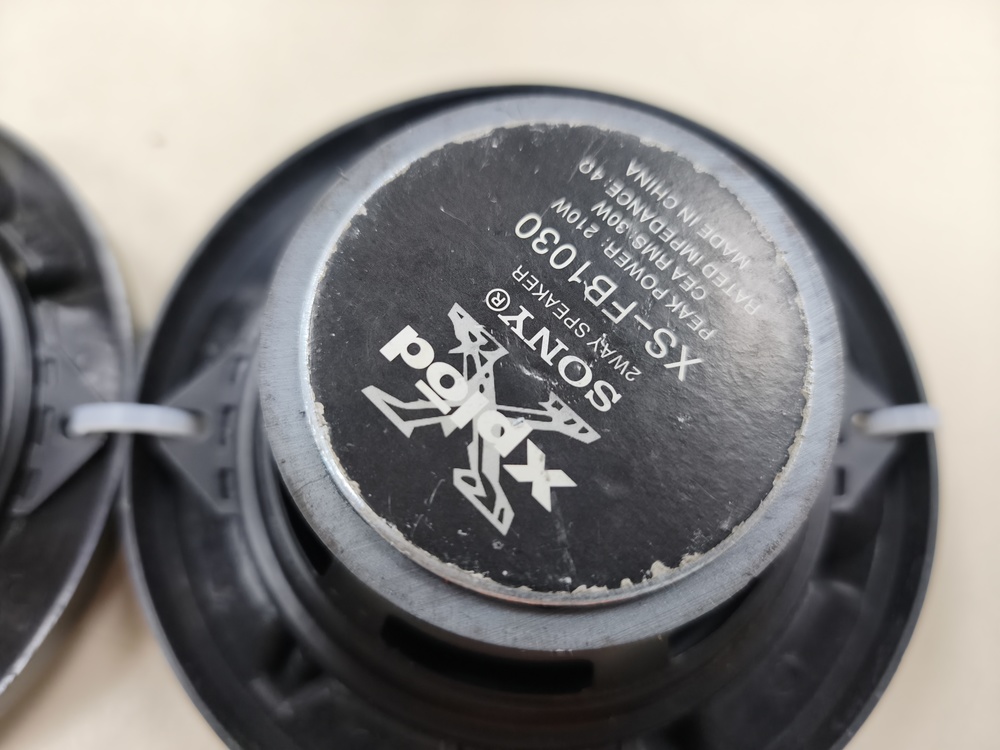 xplod
SONY®
2WAY SPEAKER
XS-FB1030
PEAK POWER: 210W
CEA RMS: 30W
RATED IMPEDANCE: 4Ω
MADE IN CHINA